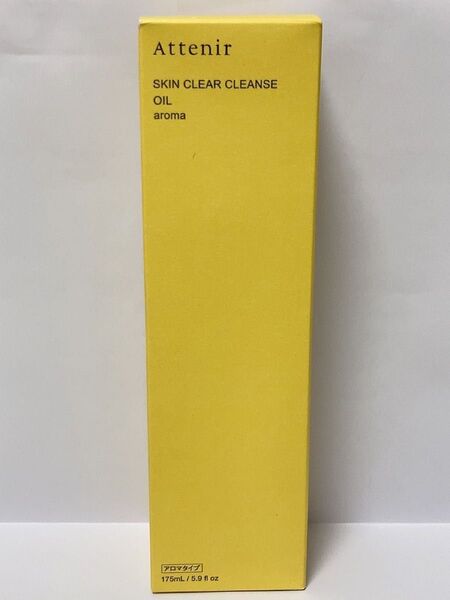 Attenir
SKIN CLEAR CLEANSE
OIL
aroma
アロマタイプ
175mL / 5.9 fl oz